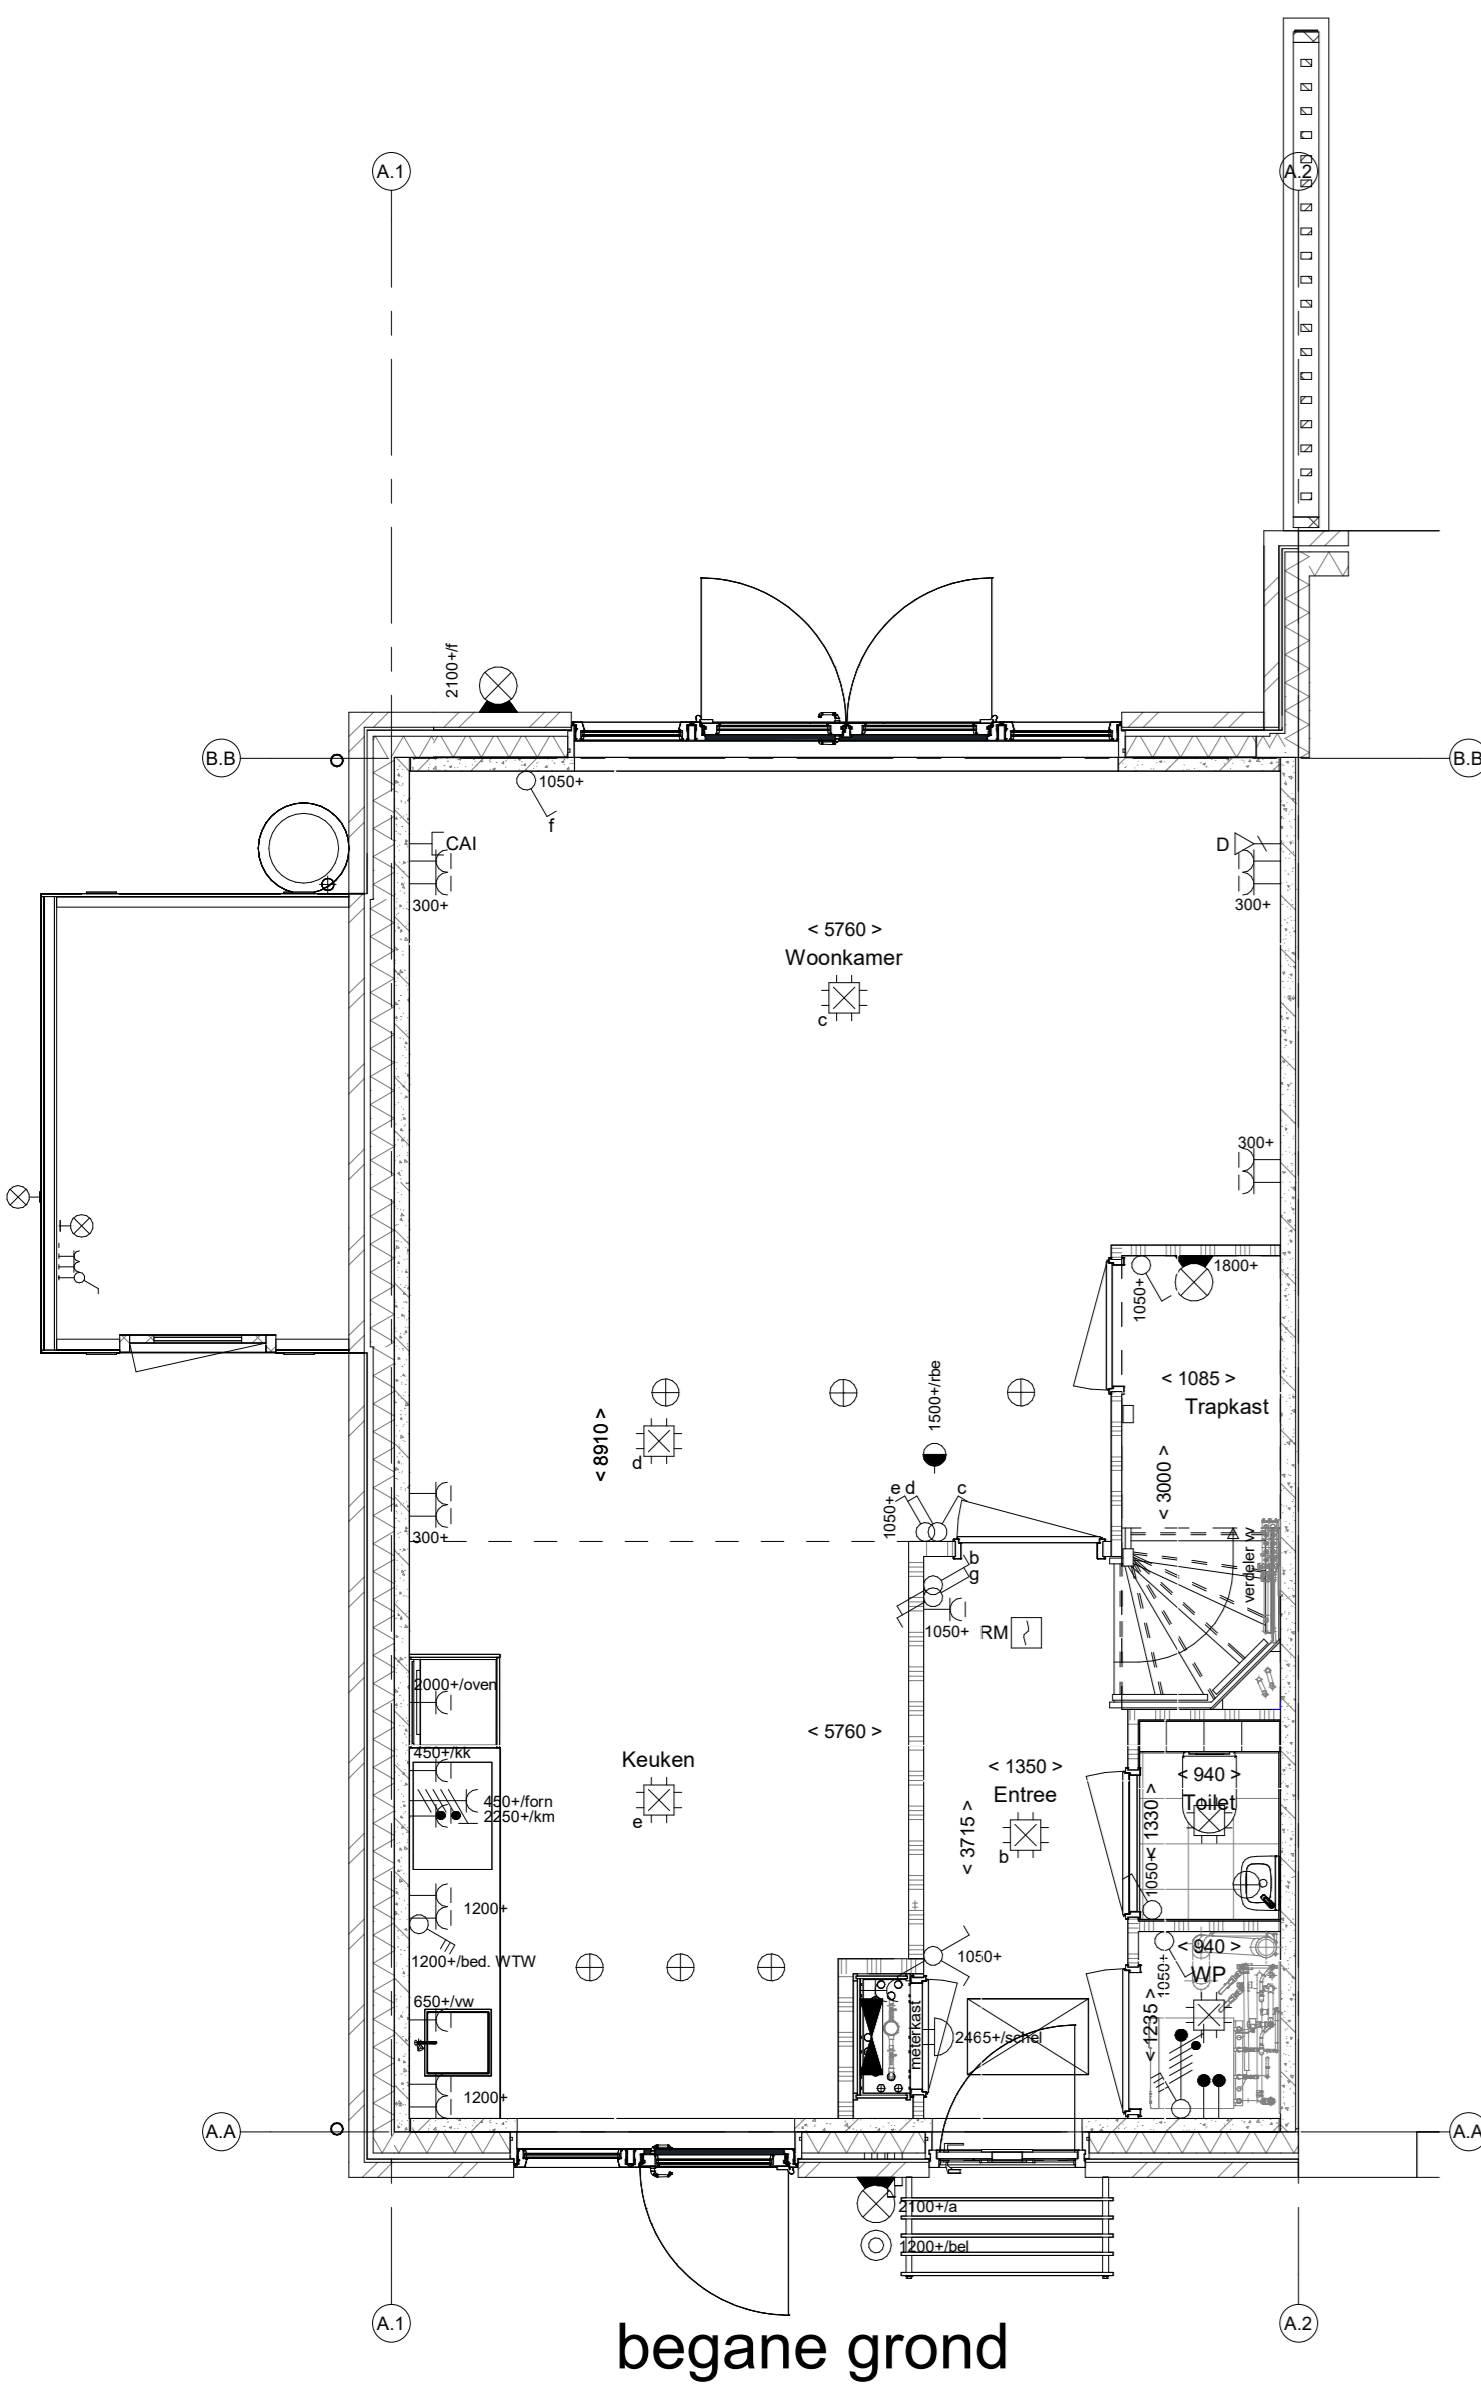 A.1
A.2
2100+/f
B.B
B.B
1050+
f
CAI
D
300+
300+
< 5760 >
Woonkamer
c
300+
1800+
1050+
< 1085 >
Trapkast
1500+/rbe
< 8910 >
d
< 3000 >
e d
c
1050+
300+
verdeler vv
b
g
1050+
RM
2000+/oven
< 5760 >
450+/kk
Keuken
450+/forn
2250+/km
e
< 1350 >
Entree
b
< 3715 >
< 940 >
Toilet
< 1330 >
1050+
1200+
1200+/bed. WTW
1050+
< 940 >
WP
1050+
< 1235 >
650+/vw
meterkast
2465+/schel
1200+
A.A
A.A
2100+/a
1200+/bel
A.1
A.2
begane grond